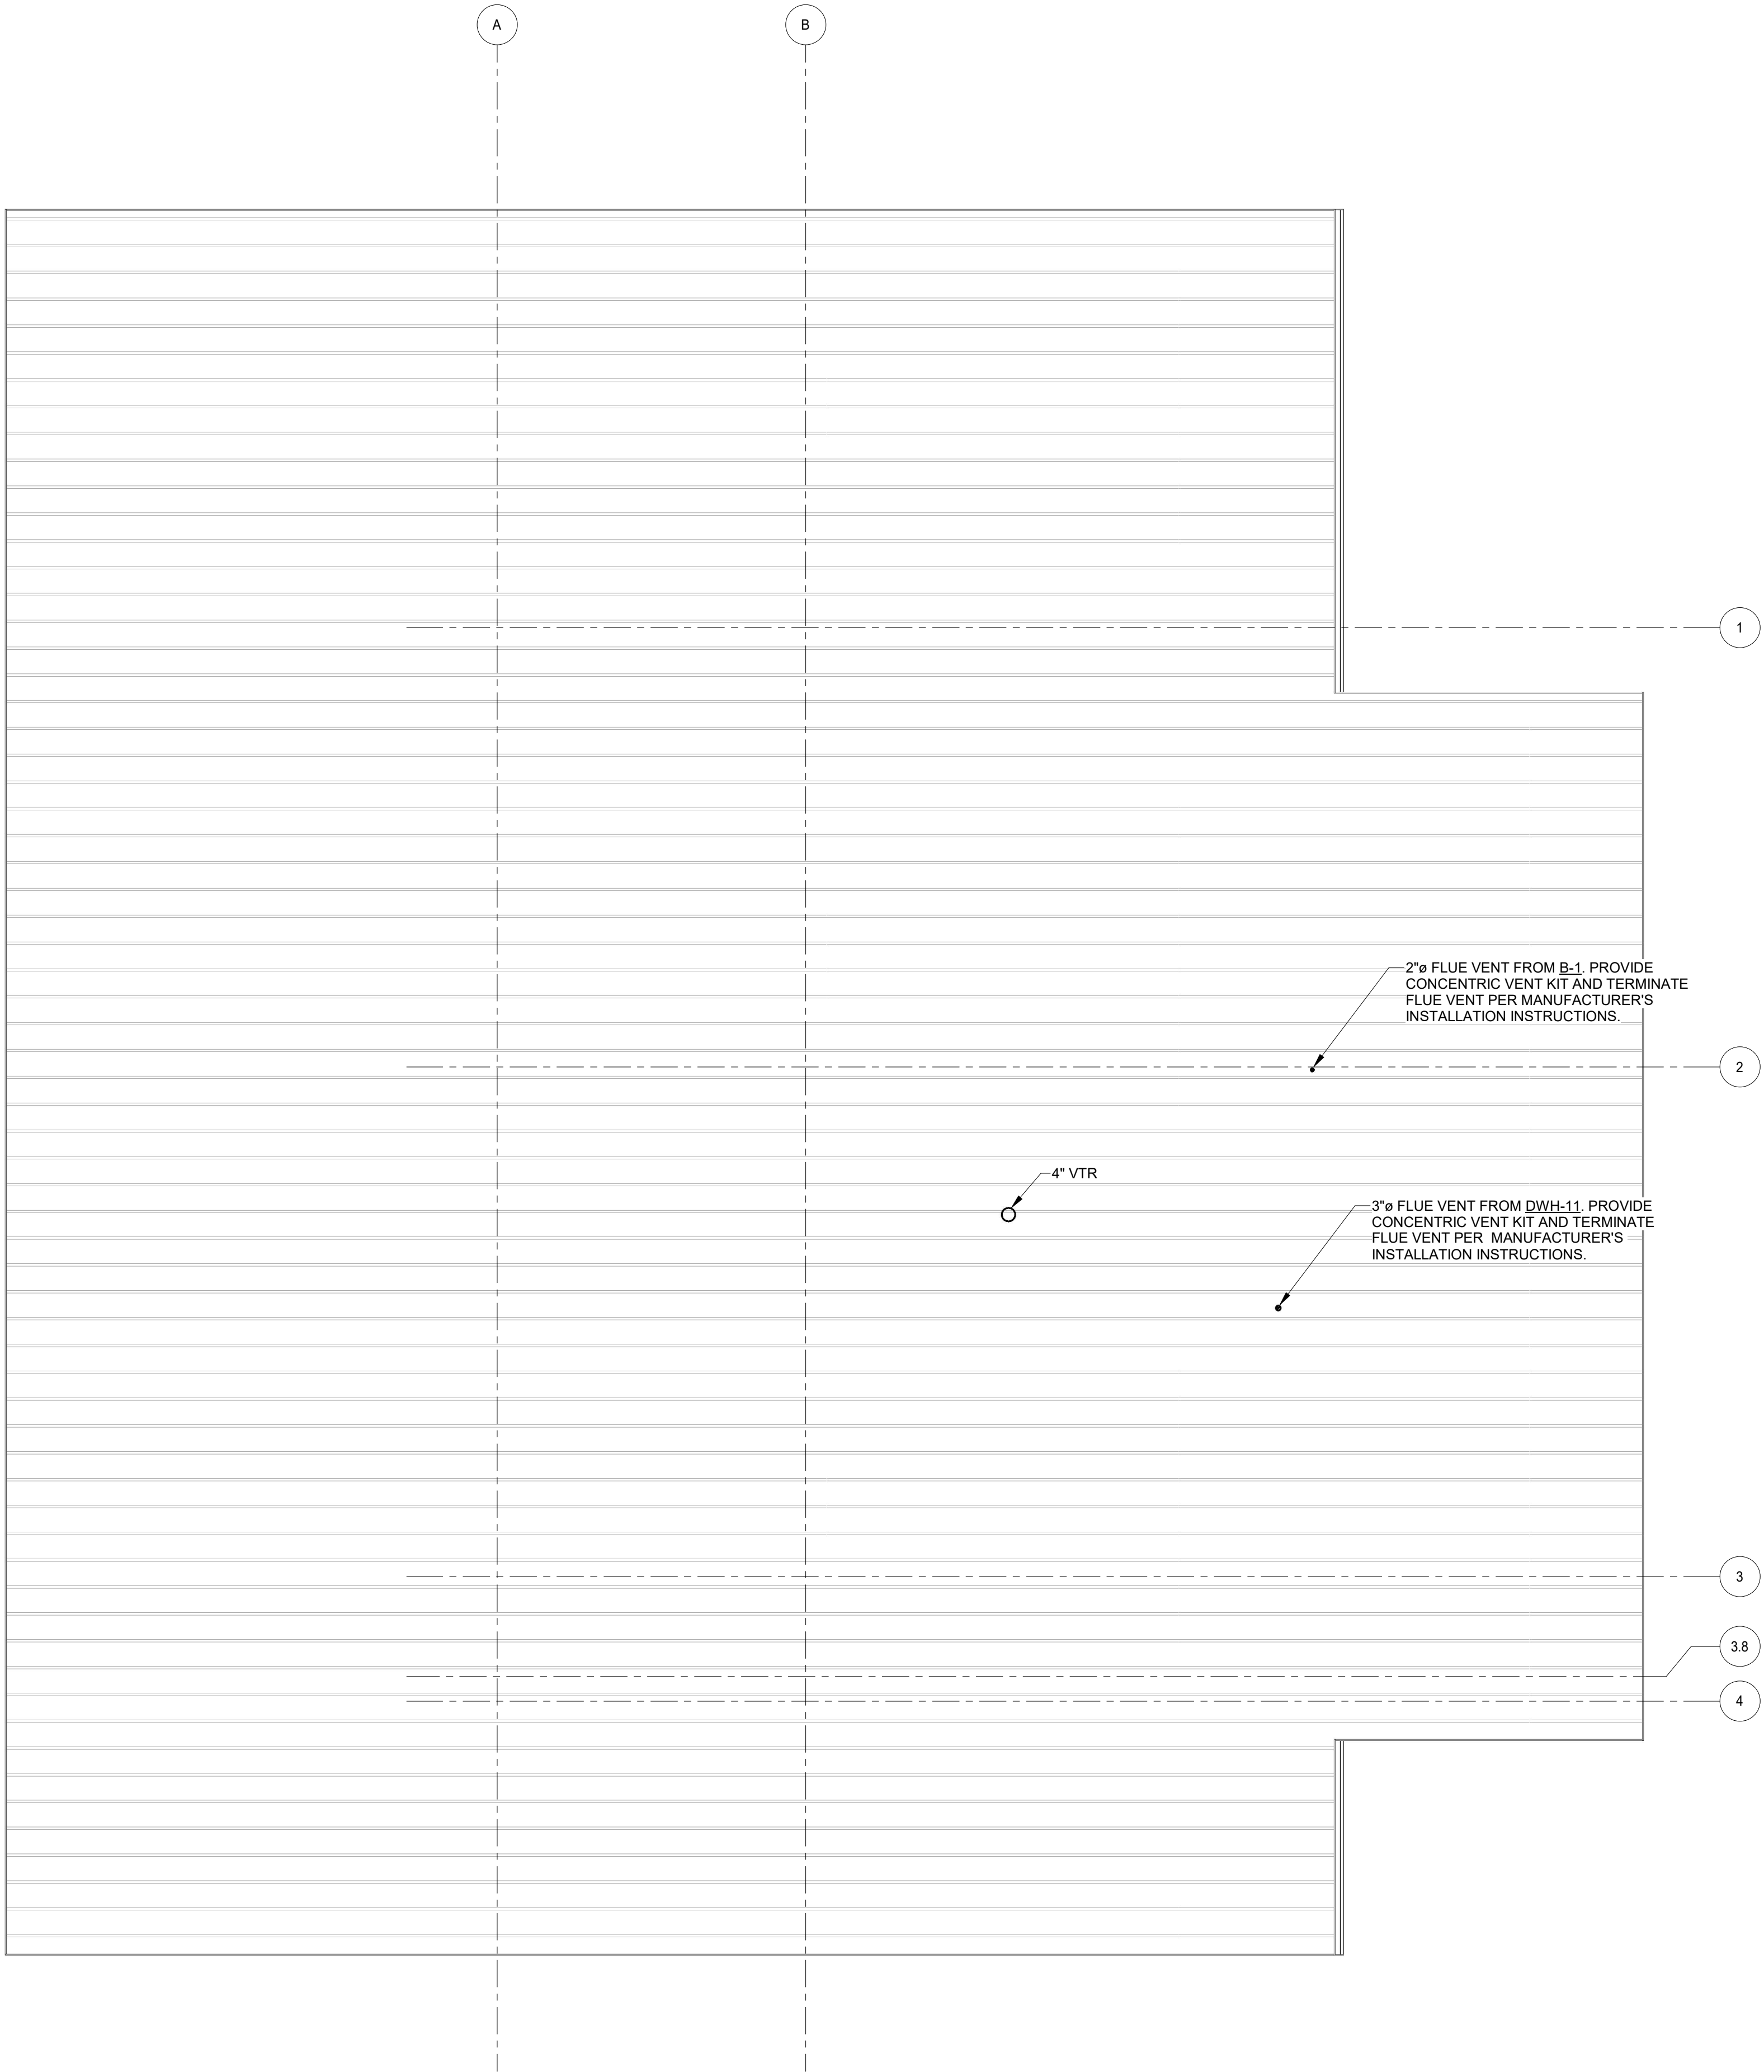 A
B
1
2"ø FLUE VENT FROM B-1. PROVIDE
CONCENTRIC VENT KIT AND TERMINATE
FLUE VENT PER MANUFACTURER'S
INSTALLATION INSTRUCTIONS.
2
4" VTR
3"ø FLUE VENT FROM DWH-11. PROVIDE
CONCENTRIC VENT KIT AND TERMINATE
FLUE VENT PER MANUFACTURER'S
INSTALLATION INSTRUCTIONS.
3
3.8
4